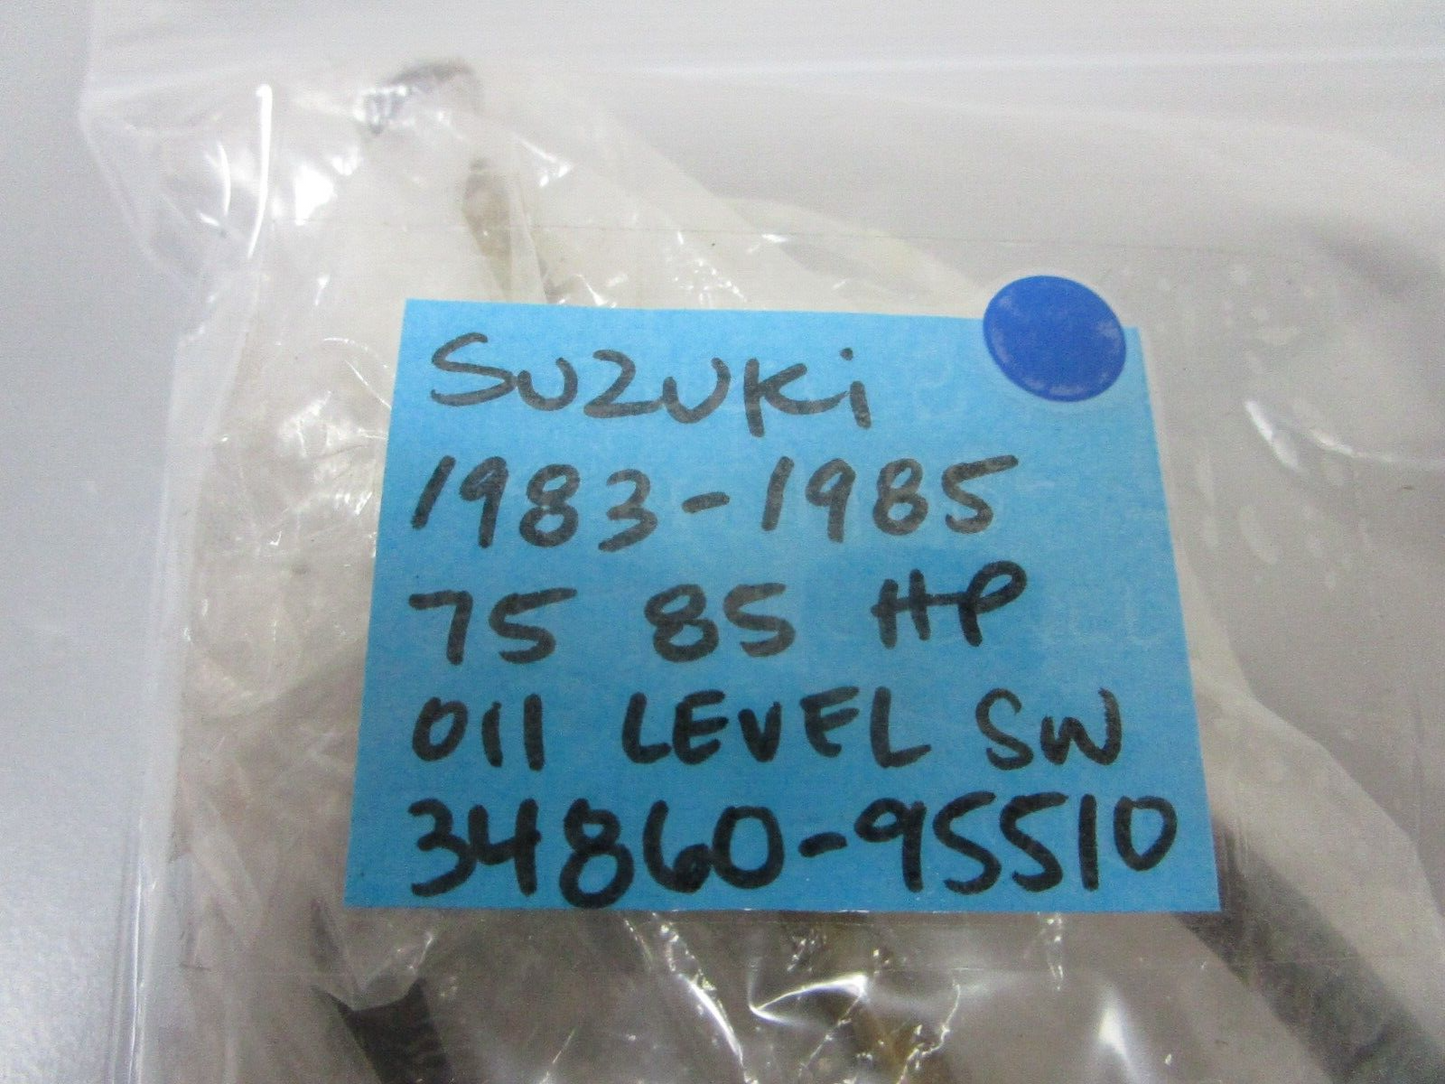 SUZUKi
1983-1985
75 85 HP
OIl LEVEL SW
34860-95510